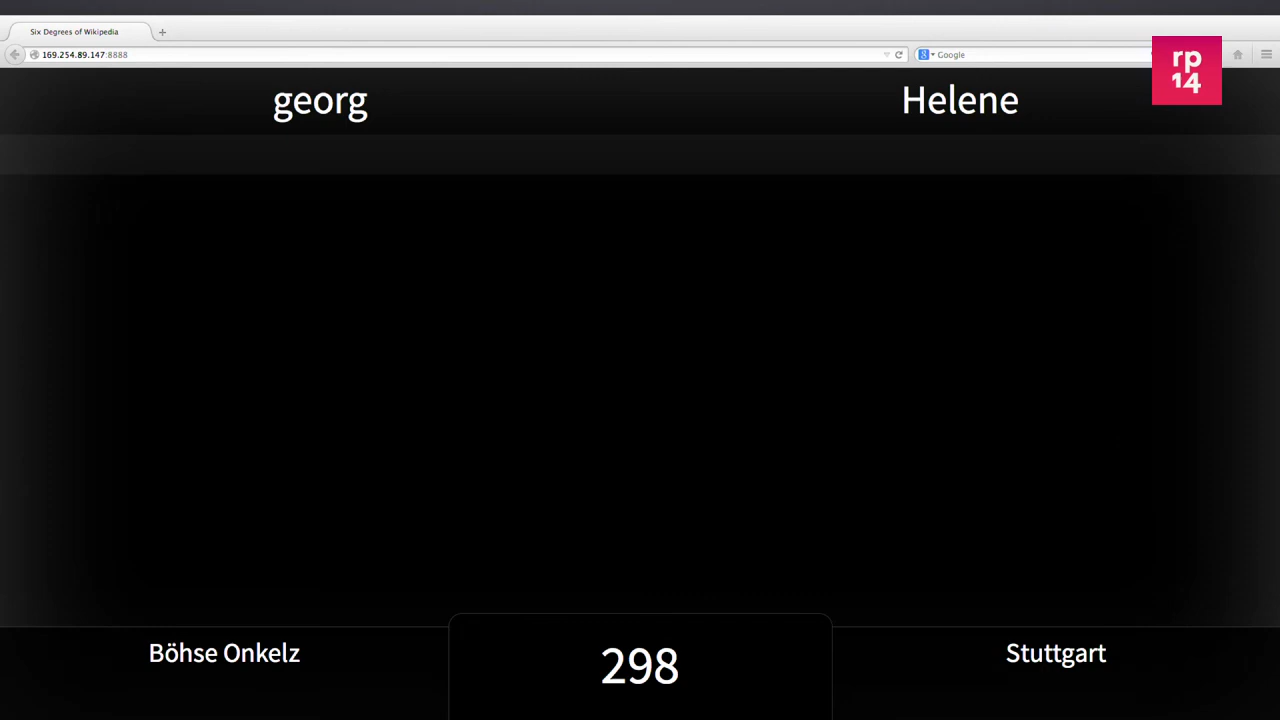 Six Degrees of Wikipedia
169.254.89.147:8888
Google
rp
14
georg
Helene
Böhse Onkelz
298
Stuttgart